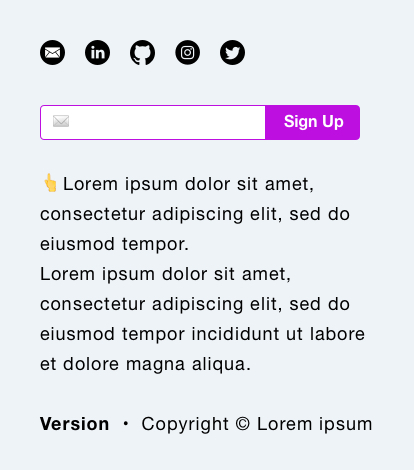 Sign Up
👆Lorem ipsum dolor sit amet,
consectetur adipiscing elit, sed do
eiusmod tempor.
Lorem ipsum dolor sit amet,
consectetur adipiscing elit, sed do
eiusmod tempor incididunt ut labore
et dolore magna aliqua.
Version • Copyright © Lorem ipsum